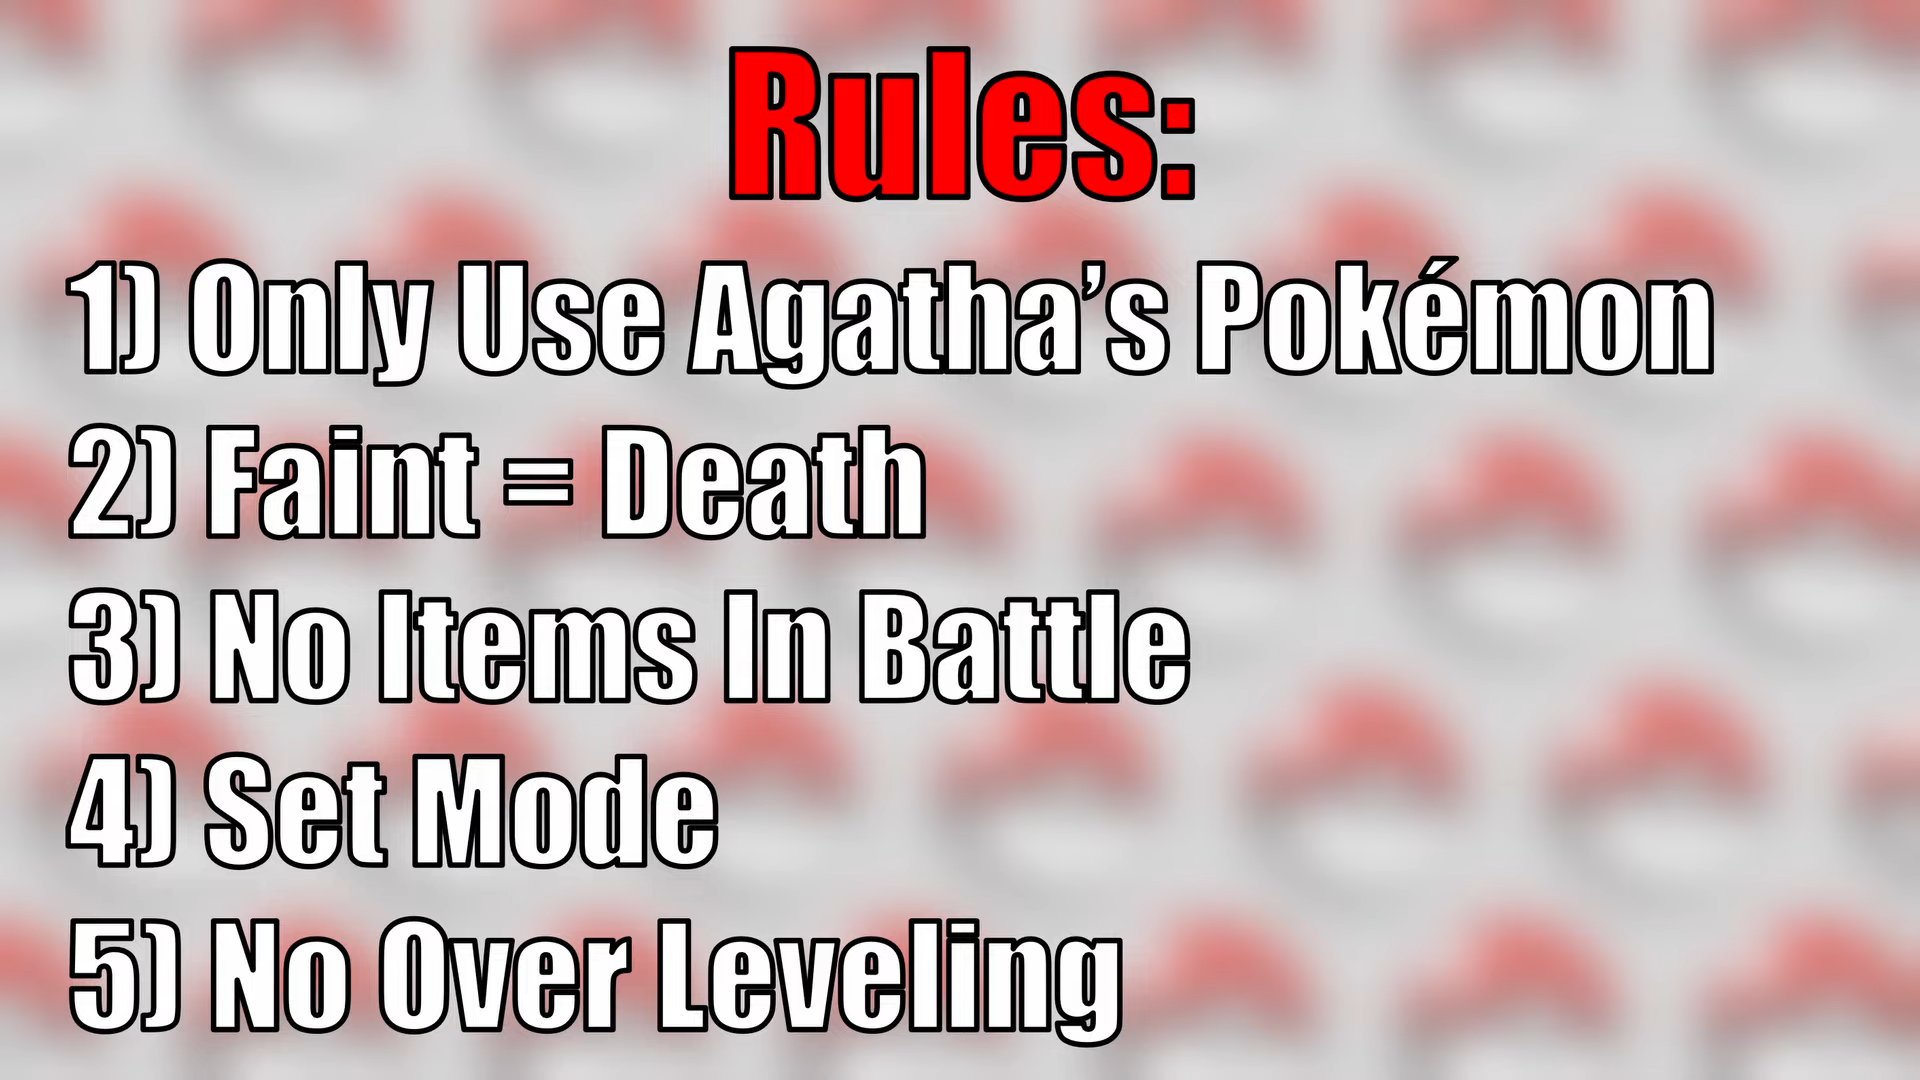 Rules:
1) Only Use Agatha’s Pokémon
2) Faint = Death
3) No Items In Battle
4) Set Mode
5) No Over Leveling